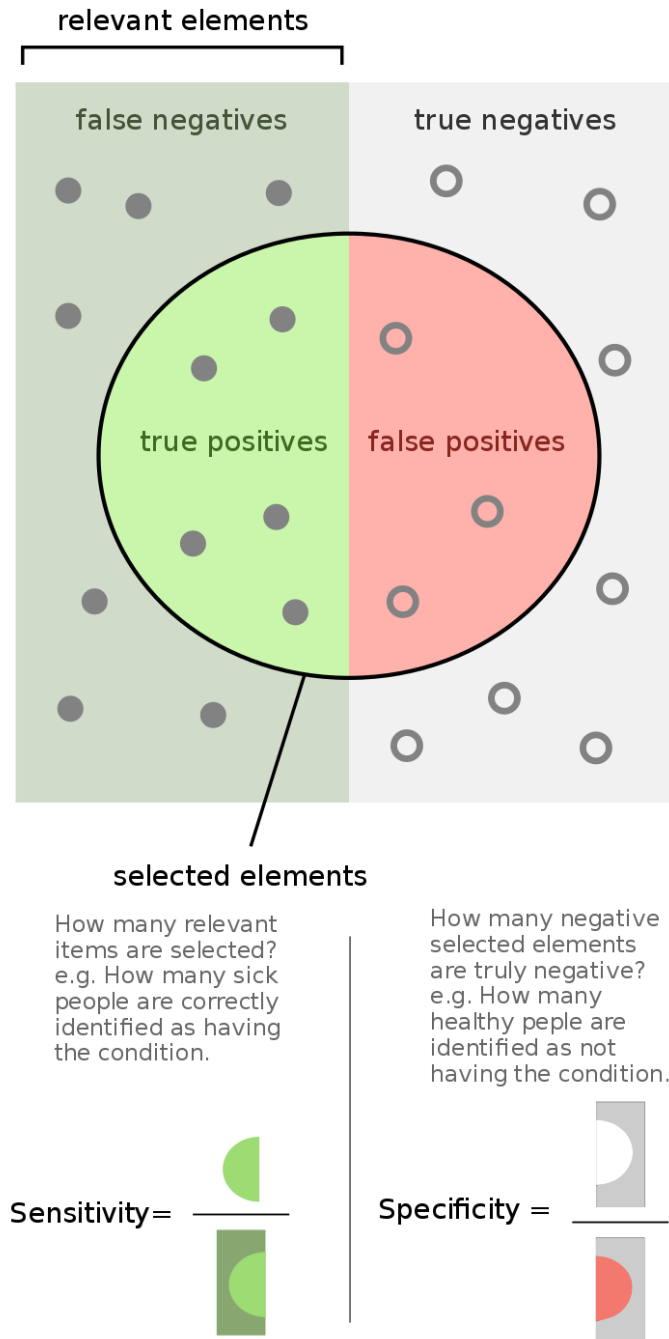 relevant elements
false negatives
true negatives
true positives
false positives
selected elements
How many relevant
items are selected?
e.g. How many sick
people are correctly
identified as having
the condition.
How many negative
selected elements
are truly negative?
e.g. How many
healthy peple are
identified as not
having the condition.
Sensitivity=
Specificity =